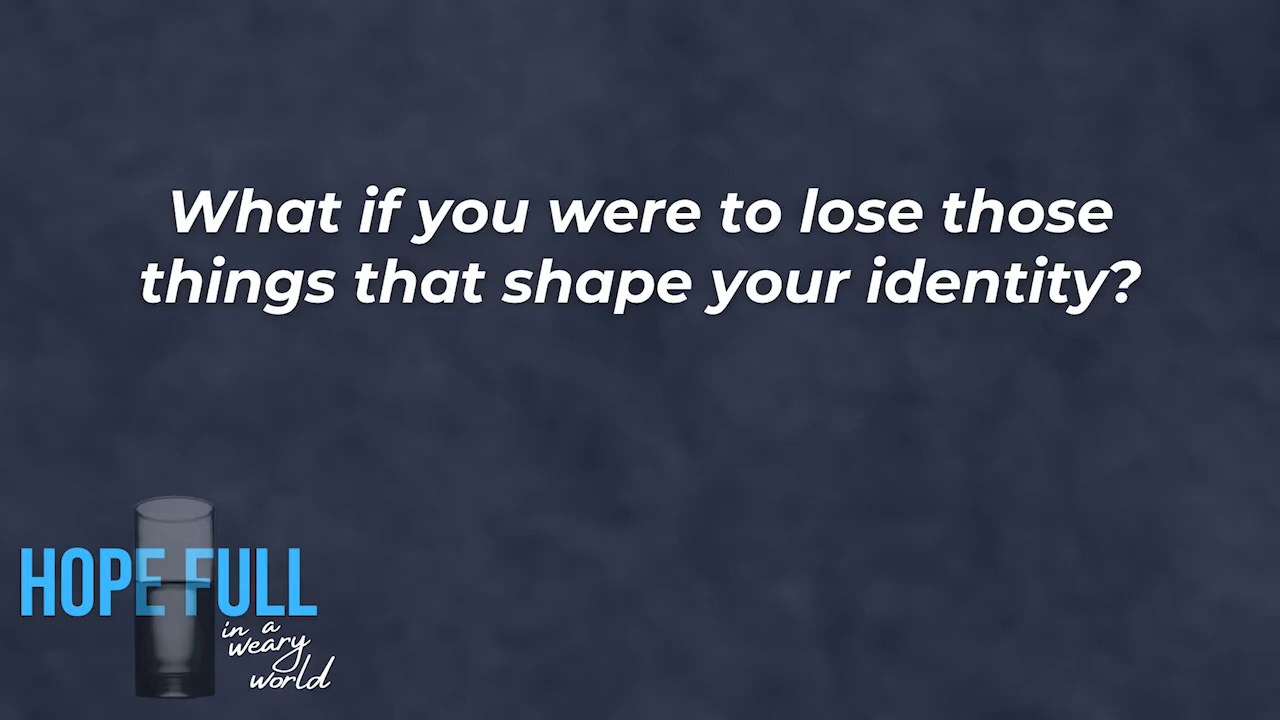 What if you were to lose those
things that shape your identity?
HOPE FULL
in a
weary
world